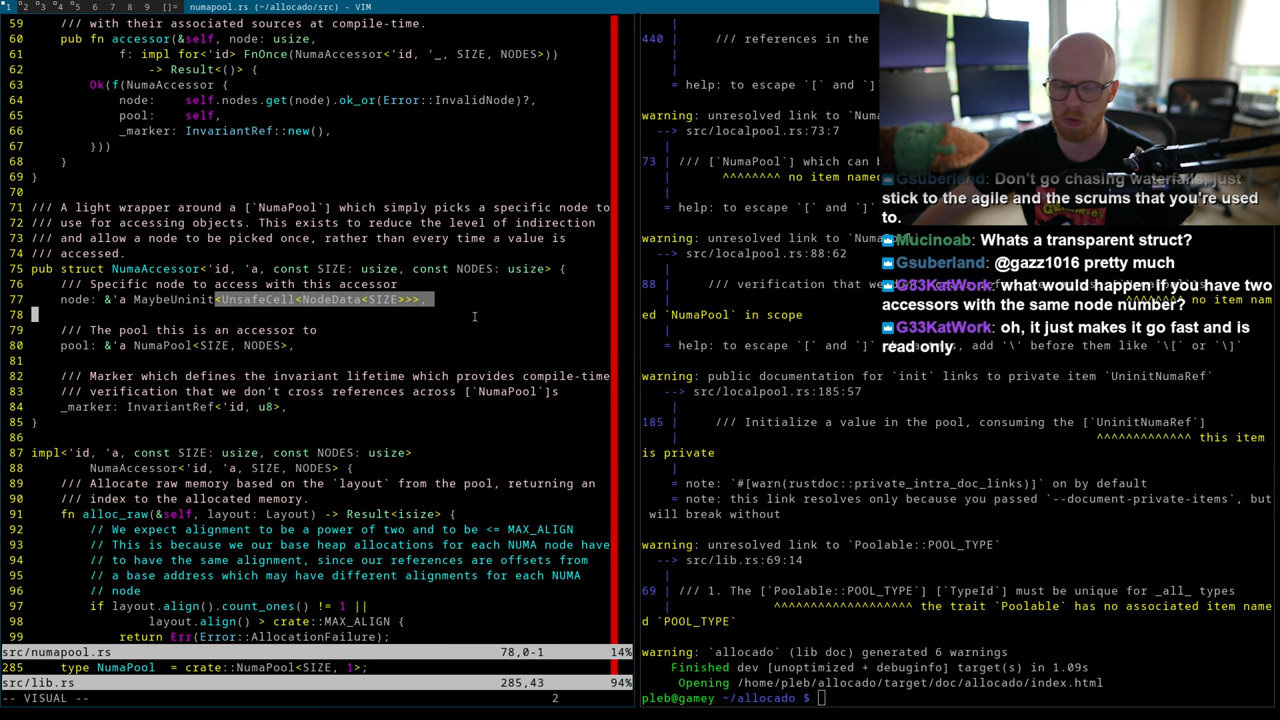 1 2 3 4 5 6 7 8 9 []= numapool.rs (~/allocado/src) - VIM
59 /// with their associated sources at compile-time.
60 pub fn accessor(&self, node: usize,
61 f: impl for<'id> FnOnce(NumaAccessor<'id, '_, SIZE, NODES>))
62 -> Result<()> {
63 Ok(f(NumaAccessor {
64 node: self.nodes.get(node).ok_or(Error::InvalidNode)?,
65 pool: self,
66 _marker: InvariantRef::new(),
67 }))
68 }
69 }
70
71 /// A light wrapper around a [`NumaPool`] which simply picks a specific node to
72 /// use for accessing objects. This exists to reduce the level of indirection
73 /// and allow a node to be picked once, rather than every time a value is
74 /// accessed.
75 pub struct NumaAccessor<'id, 'a, const SIZE: usize, const NODES: usize> {
76 /// Specific node to access with this accessor
77 node: &'a MaybeUninit<UnsafeCell<NodeData<SIZE>>>,
78
79 /// The pool this is an accessor to
80 pool: &'a NumaPool<SIZE, NODES>,
81
82 /// Marker which defines the invariant lifetime which provides compile-time
83 /// verification that we don't cross references across [`NumaPool`]s
84 _marker: InvariantRef<'id, u8>,
85 }
86
87 impl<'id, 'a, const SIZE: usize, const NODES: usize>
88 NumaAccessor<'id, 'a, SIZE, NODES> {
89 /// Allocate raw memory based on the `layout` from the pool, returning an
90 /// index to the allocated memory.
91 fn alloc_raw(&self, layout: Layout) -> Result<isize> {
92 // We expect alignment to be a power of two and to be <= MAX_ALIGN
93 // This is because we our base heap allocations for each NUMA node have
94 // to have the same alignment, since our references are offsets from
95 // a base address which may have different alignments for each NUMA
96 // node
97 if layout.align().count_ones() != 1 ||
98 layout.align() > crate::MAX_ALIGN {
99 return Err(Error::AllocationFailure);
src/numapool.rs 78,0-1 14%
285 type NumaPool = crate::NumaPool<SIZE, 1>;
src/lib.rs 285,43 94%
-- VISUAL -- 2
|
440 | /// references in the
|
|
= help: to escape `[` and `]`
warning: unresolved link to `Num
--> src/localpool.rs:73:7
|
73 | /// [`NumaPool`] which can b
| ^^^^^^^^ no item named
|
= help: to escape `[` and `]`
warning: unresolved link to `Num
--> src/localpool.rs:88:62
|
88 | /// verification that we
| ^^^^^^^^ no item nam
ed `NumaPool` in scope
|
= help: to escape `[` and `]` characters, add '\' before them like `\[` or `\]`
warning: public documentation for `init` links to private item `UninitNumaRef`
--> src/localpool.rs:185:57
|
185 | /// Initialize a value in the pool, consuming the [`UninitNumaRef`]
| ^^^^^^^^^^^^^ this item
is private
|
= note: `#[warn(rustdoc::private_intra_doc_links)]` on by default
= note: this link resolves only because you passed `--document-private-items`, but
will break without
warning: unresolved link to `Poolable::POOL_TYPE`
--> src/lib.rs:69:14
|
69 | /// 1. The [`Poolable::POOL_TYPE`] [`TypeId`] must be unique for _all_ types
| ^^^^^^^^^^^^^^^^^^^ the trait `Poolable` has no associated item name
d `POOL_TYPE`
warning: `allocado` (lib doc) generated 6 warnings
Finished dev [unoptimized + debuginfo] target(s) in 1.09s
Opening /home/pleb/allocado/target/doc/allocado/index.html
pleb@gamey ~/allocado $
Gsuberland: Don't go chasing waterfalls, just
stick to the agile and the scrums that you're used
to.
Mucinoab: Whats a transparent struct?
Gsuberland: @gazz1016 pretty much
G33KatWork: what would happen if you have two
accessors with the same node number?
G33KatWork: oh, it just makes it go fast and is
read only